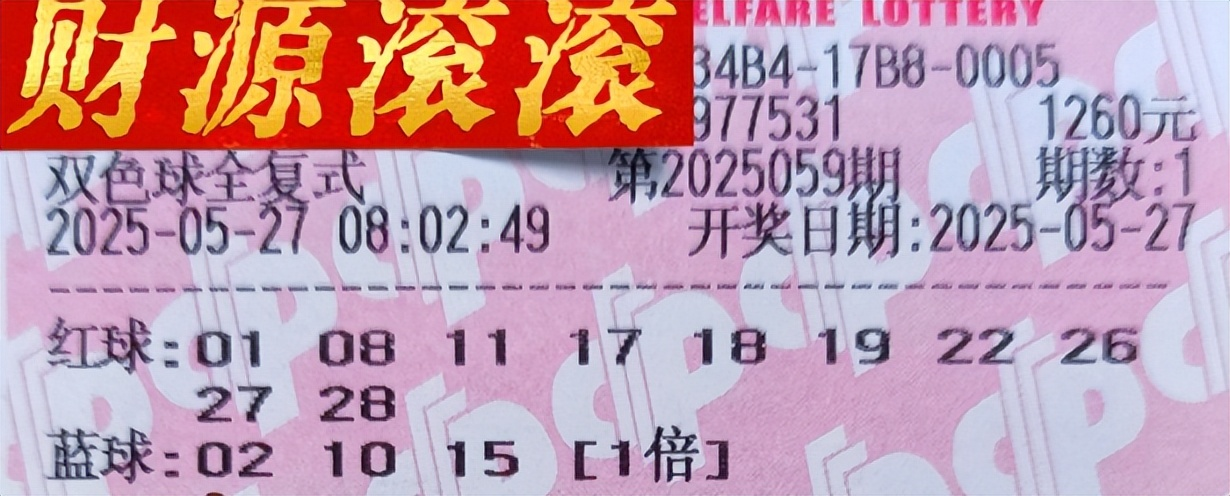 财源滚滚
ELFARE LOTTERY
34B4-17B8-0005
977531 1260元
双色球全复式 第2025059期 期数:1
2025-05-27 08:02:49 开奖日期:2025-05-27
红球:01 08 11 17 18 19 22 26
27 28
蓝球:02 10 15 [1倍]